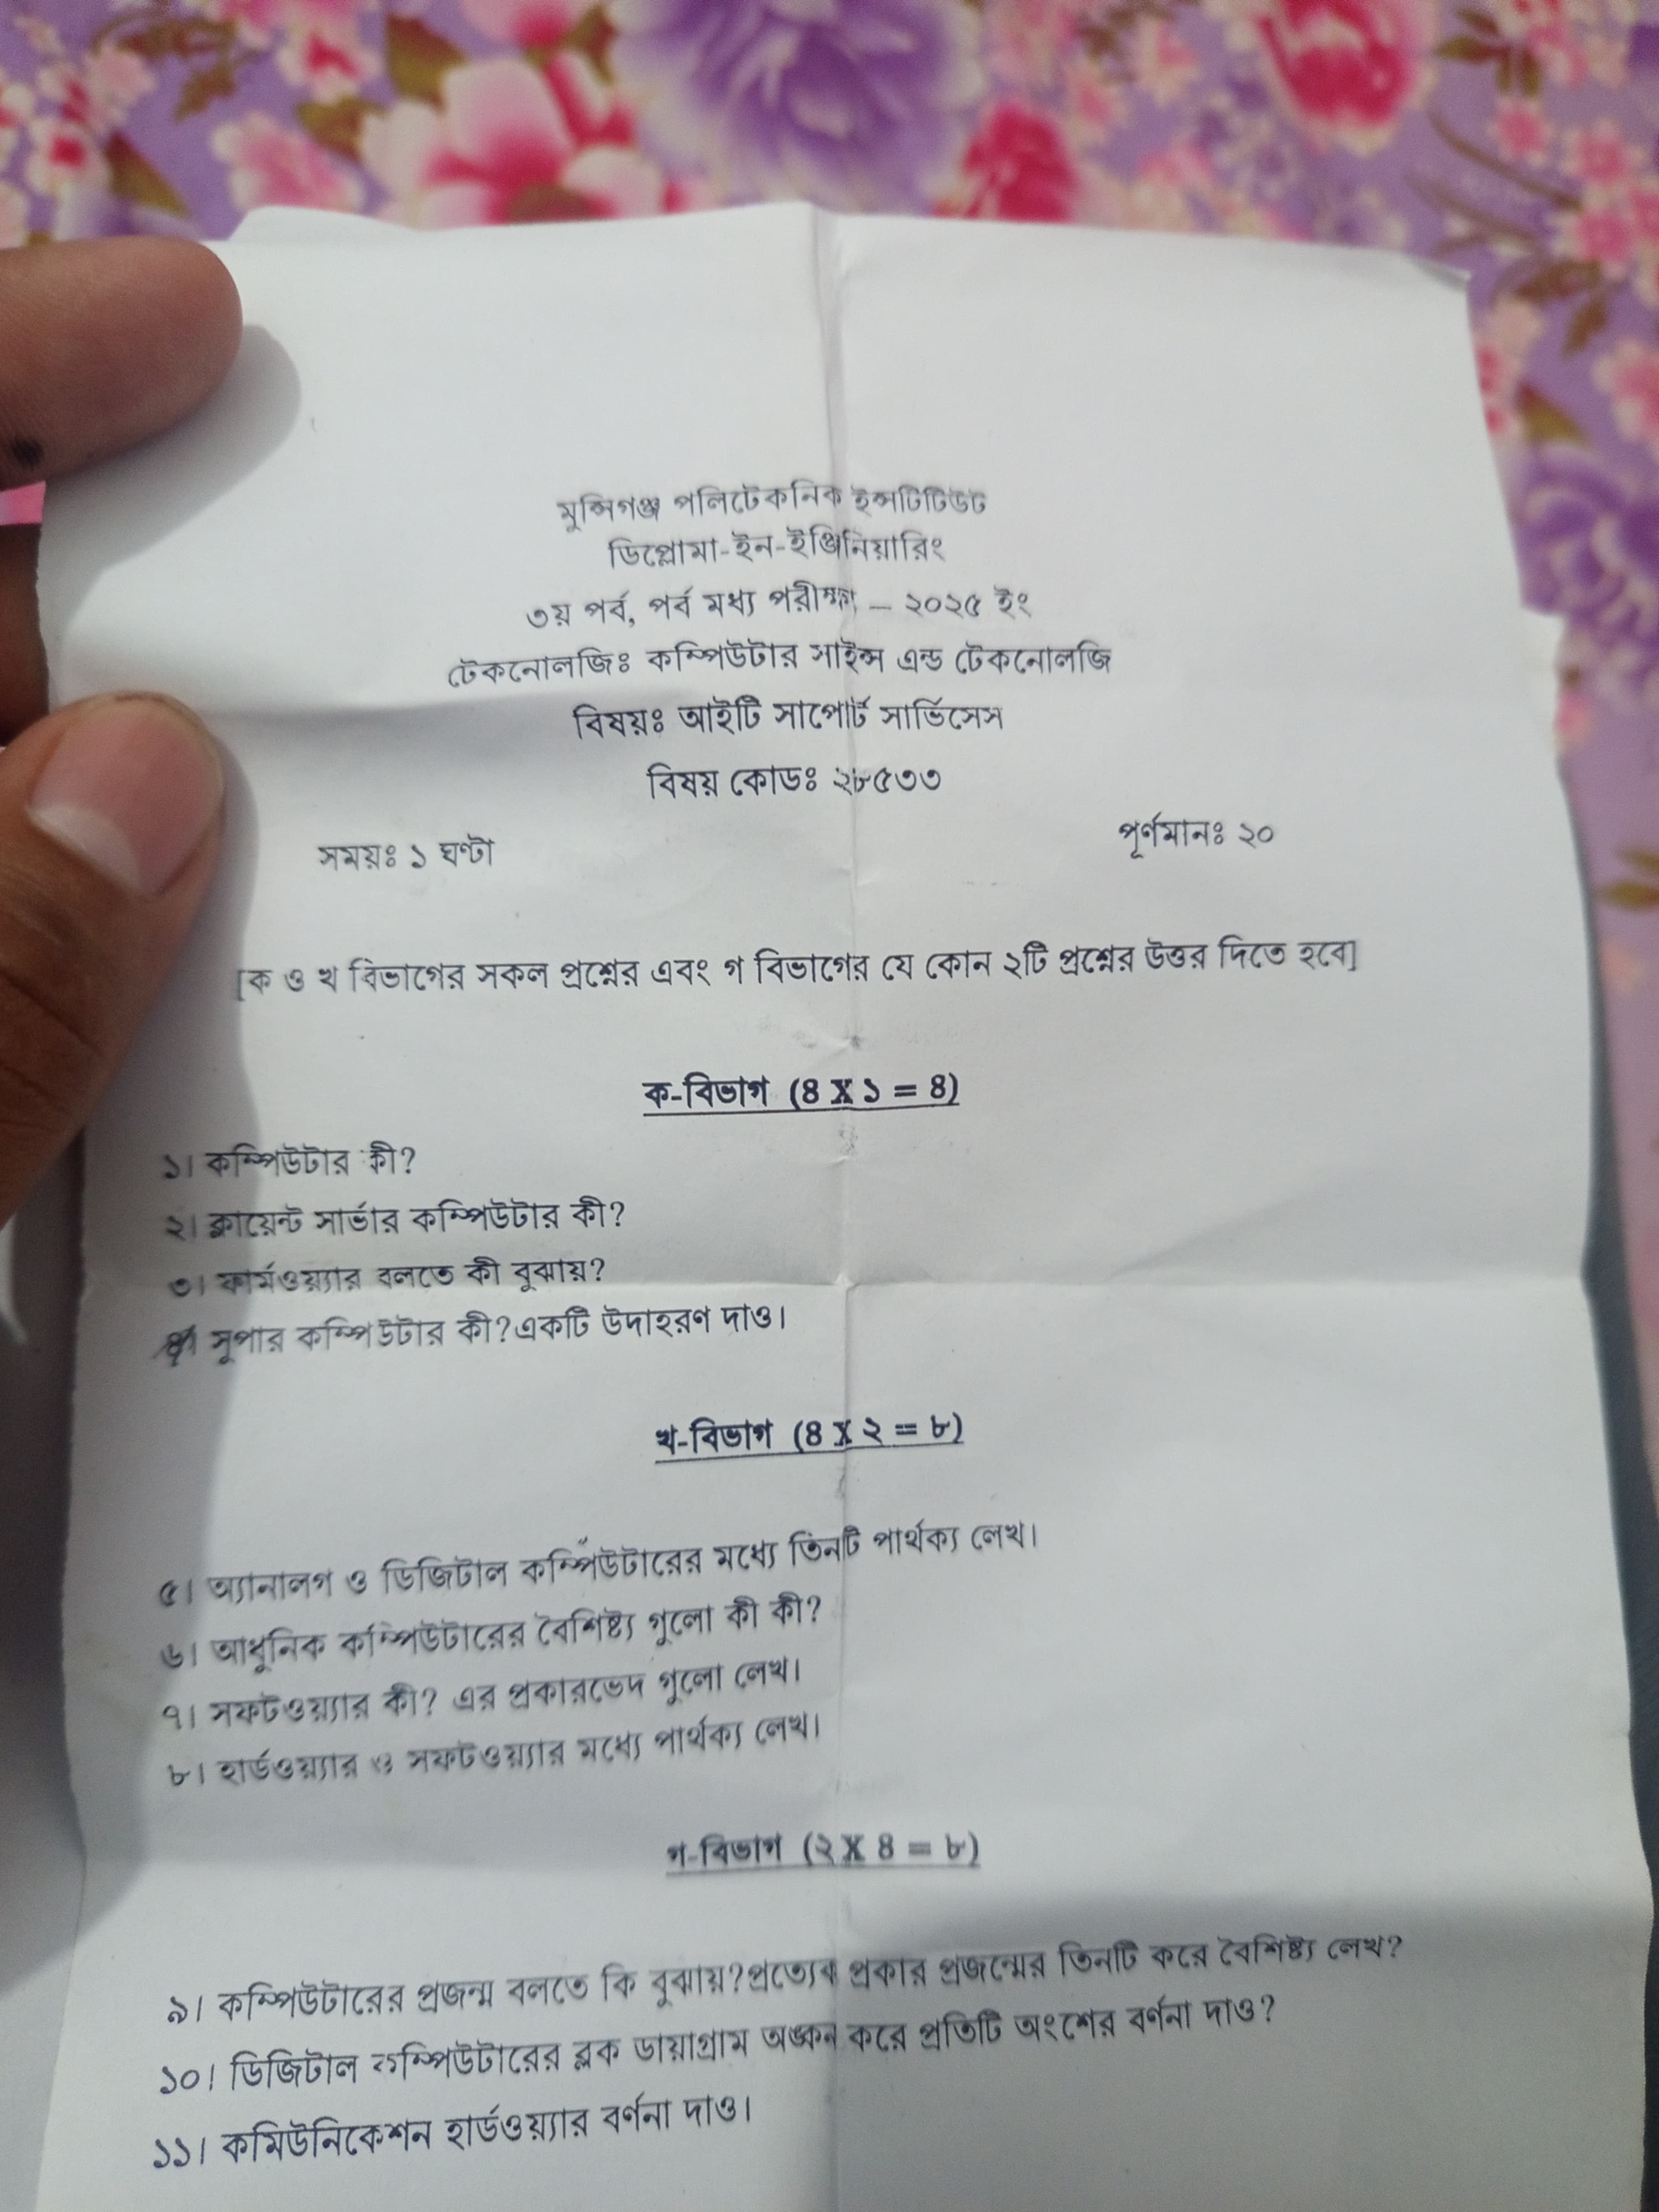 মুন্সিগঞ্জ পলিটেকনিক ইন্সটিটিউট
ডিপ্লোমা-ইন-ইঞ্জিনিয়ারিং
৩য় পর্ব, পর্ব মধ্য পরীক্ষা – ২০২৫ ইং
টেকনোলজিঃ কম্পিউটার সাইন্স এন্ড টেকনোলজি
বিষয়ঃ আইটি সাপোর্ট সার্ভিসেস
বিষয় কোডঃ ২৮৫৩৩
সময়ঃ ১ ঘণ্টা পূর্ণমানঃ ২০
[ক ও খ বিভাগের সকল প্রশ্নের এবং গ বিভাগের যে কোন ২টি প্রশ্নের উত্তর দিতে হবে]
ক-বিভাগ (৪ X ১ = ৪)
১। কম্পিউটার কী?
২। ক্লায়েন্ট সার্ভার কম্পিউটার কী?
৩। ফার্মওয়্যার বলতে কী বুঝায়?
৪। সুপার কম্পিউটার কী?একটি উদাহরণ দাও।
খ-বিভাগ (৪ X ২ = ৮)
৫। অ্যানালগ ও ডিজিটাল কম্পিউটারের মধ্যে তিনটি পার্থক্য লেখ।
৬। আধুনিক কম্পিউটারের বৈশিষ্ট্য গুলো কী কী?
৭। সফটওয়্যার কী? এর প্রকারভেদ গুলো লেখ।
৮। হার্ডওয়্যার ও সফটওয়্যার মধ্যে পার্থক্য লেখ।
গ-বিভাগ (২ X ৪ = ৮)
৯। কম্পিউটারের প্রজন্ম বলতে কি বুঝায়?প্রত্যেক প্রকার প্রজন্মের তিনটি করে বৈশিষ্ট্য লেখ?
১০। ডিজিটাল কম্পিউটারের ব্লক ডায়াগ্রাম অঙ্কন করে প্রতিটি অংশের বর্ণনা দাও?
১১। কমিউনিকেশন হার্ডওয়্যার বর্ণনা দাও।